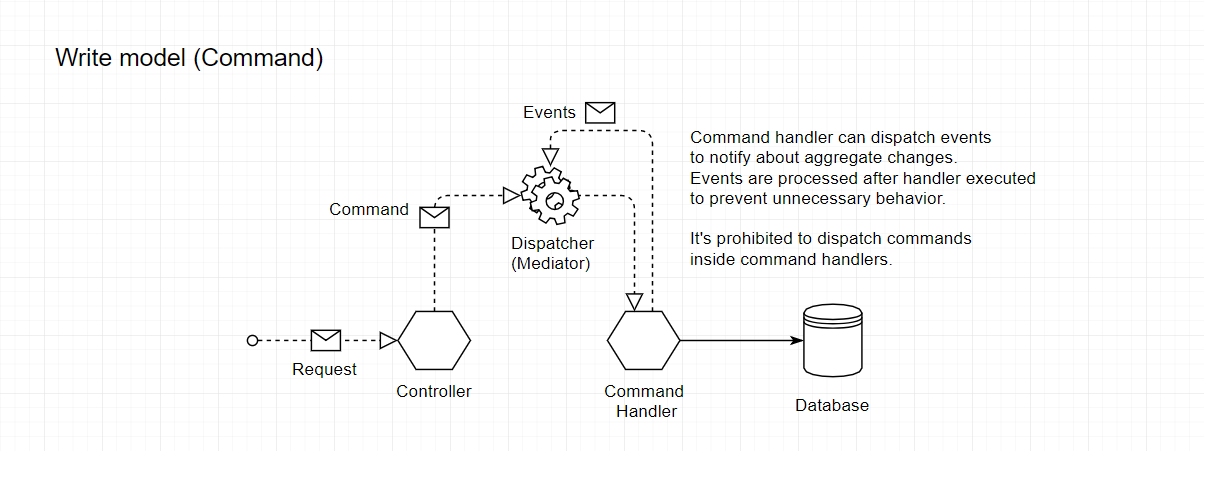 Write model (Command)
Events
Command handler can dispatch events
to notify about aggregate changes.
Events are processed after handler executed
to prevent unnecessary behavior.
It's prohibited to dispatch commands
inside command handlers.
Command
Dispatcher
(Mediator)
Request
Controller
Command
Handler
Database